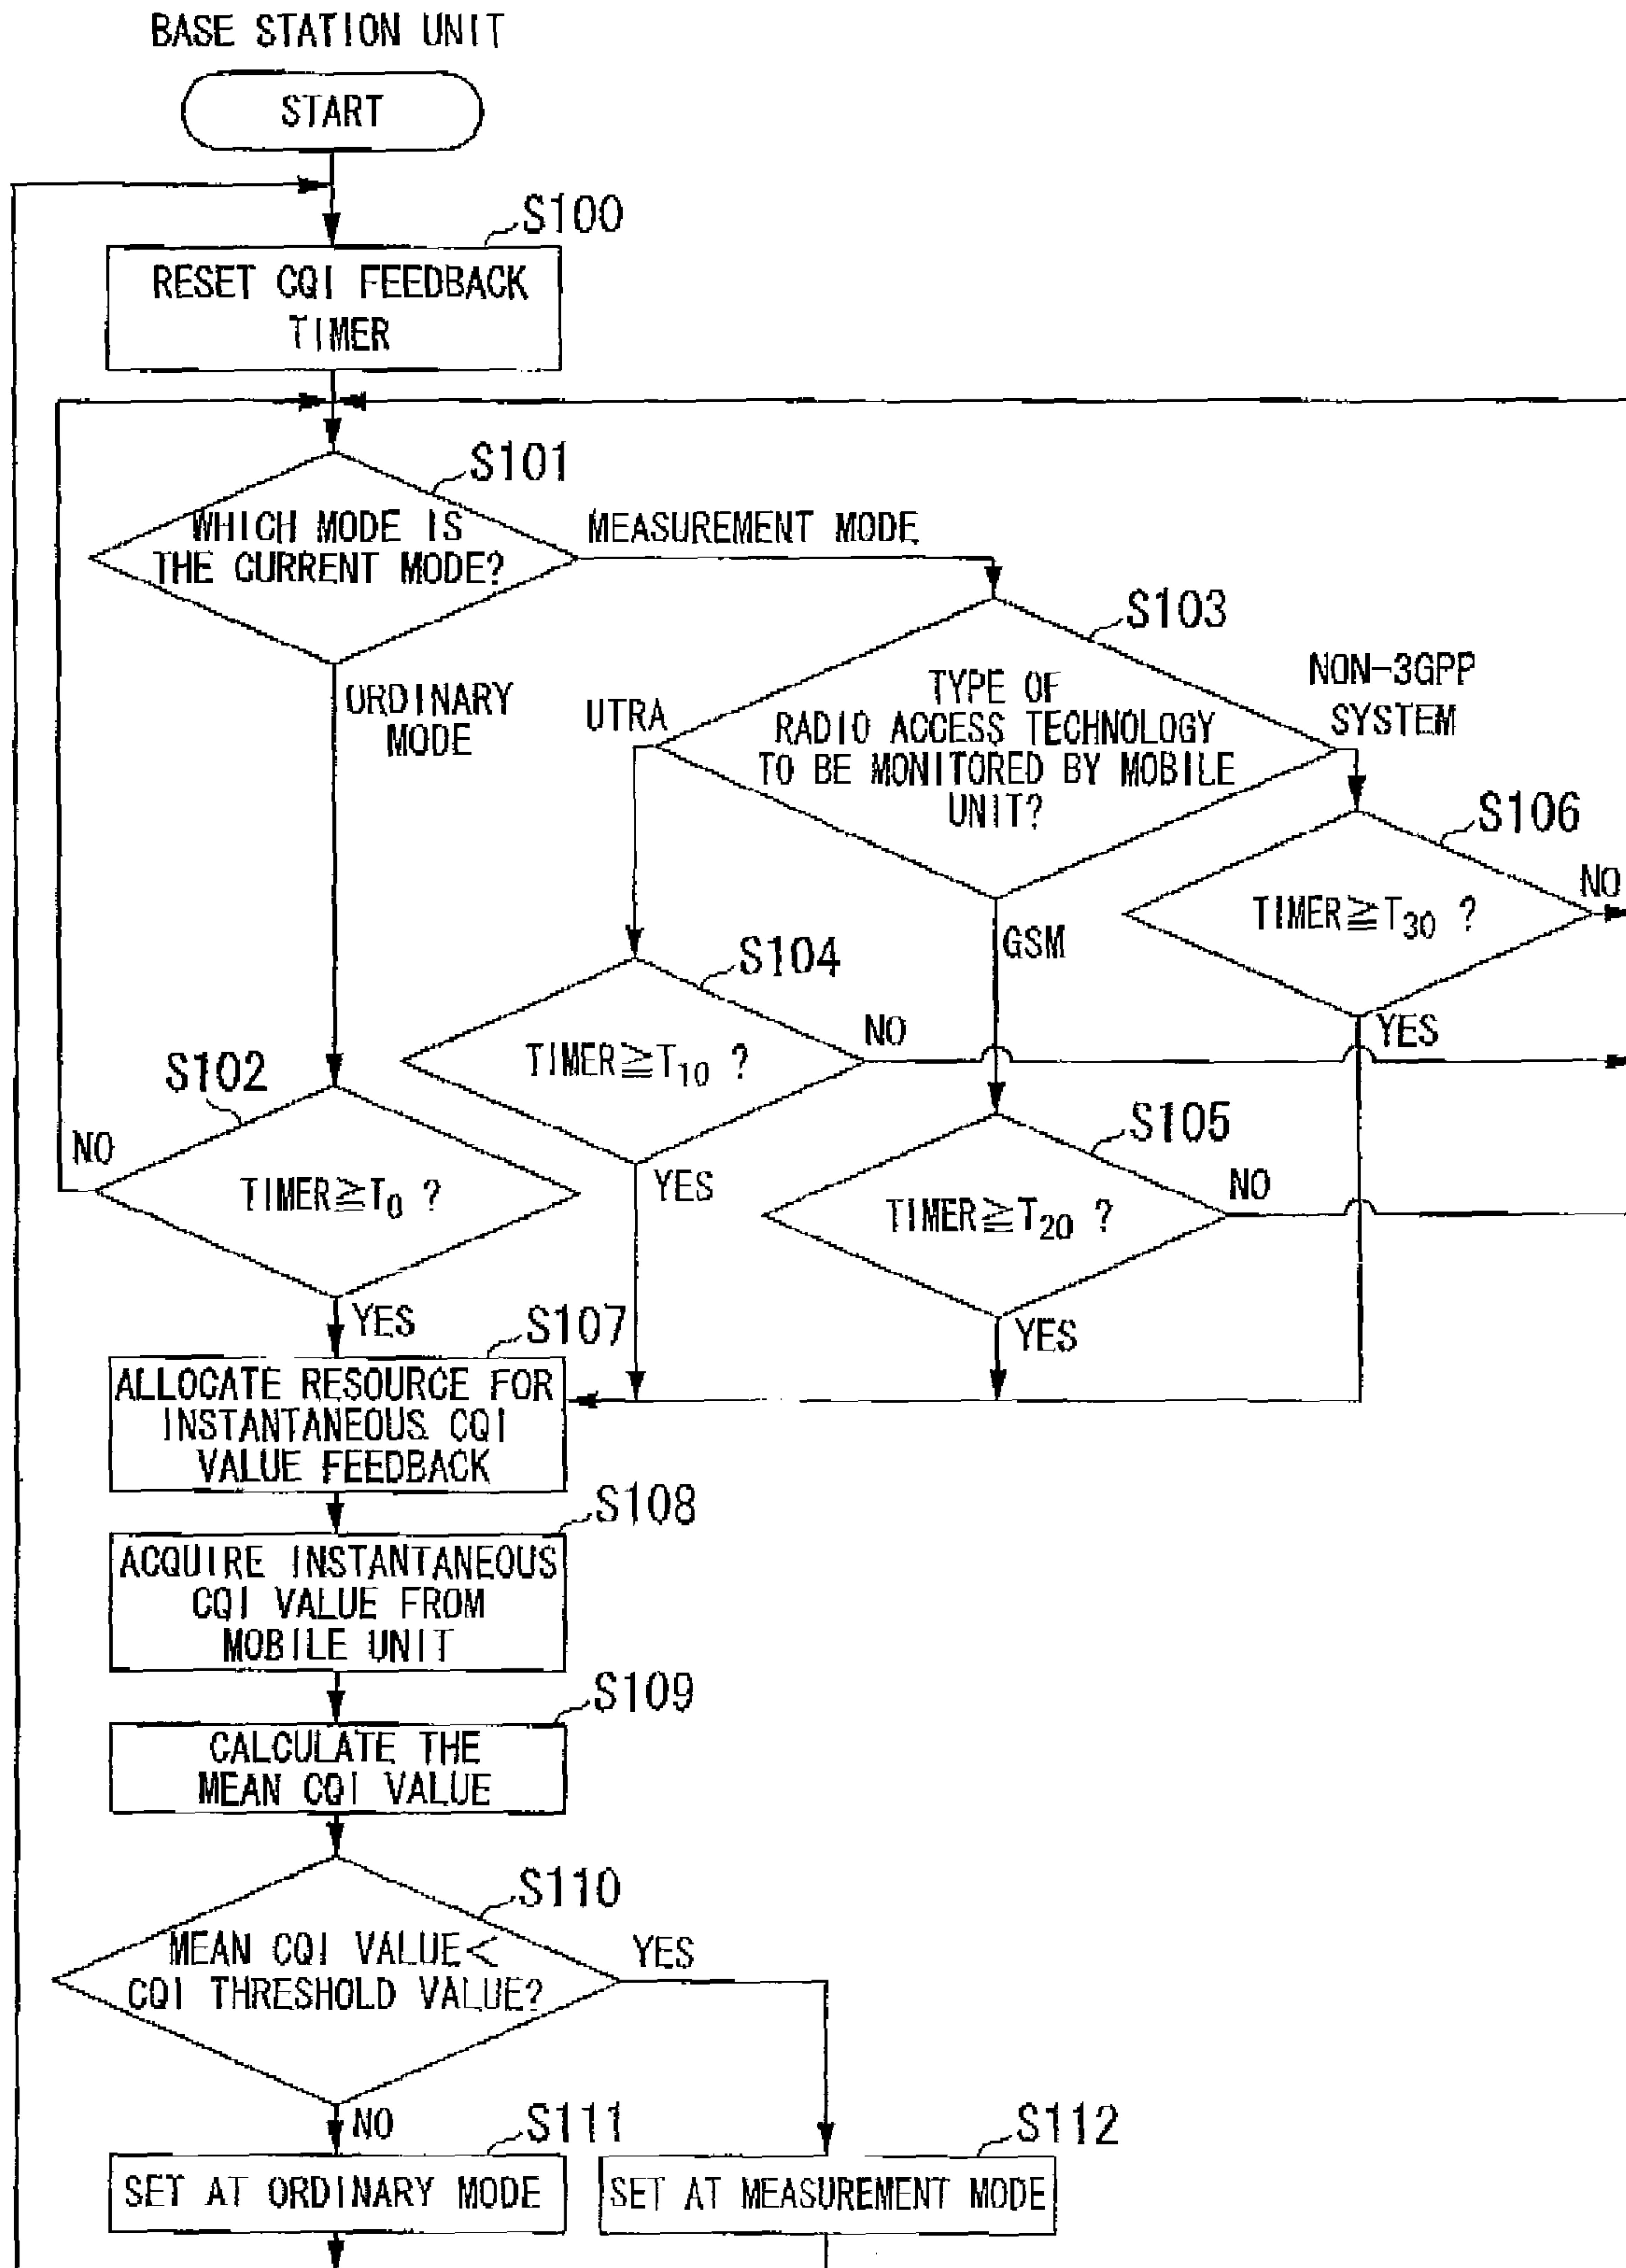 BASE STATION UNIT
START
S100
RESET CQI FEEDBACK
TIMER
S101
WHICH MODE IS
THE CURRENT MODE?
MEASUREMENT MODE
ORDINARY
MODE
S103
TYPE OF
RADIO ACCESS TECHNOLOGY
TO BE MONITORED BY MOBILE
UNIT?
UTRA
NON-3GPP
SYSTEM
GSM
S106
TIMER≧T30 ?
NO
YES
S104
TIMER≧T10 ?
NO
YES
S102
TIMER≧T0 ?
NO
YES
S105
TIMER≧T20 ?
NO
YES
S107
ALLOCATE RESOURCE FOR
INSTANTANEOUS CQI
VALUE FEEDBACK
S108
ACQUIRE INSTANTANEOUS
CQI VALUE FROM
MOBILE UNIT
S109
CALCULATE THE
MEAN CQI VALUE
S110
MEAN CQI VALUE<
CQI THRESHOLD VALUE?
YES
NO
S111
SET AT ORDINARY MODE
S112
SET AT MEASUREMENT MODE